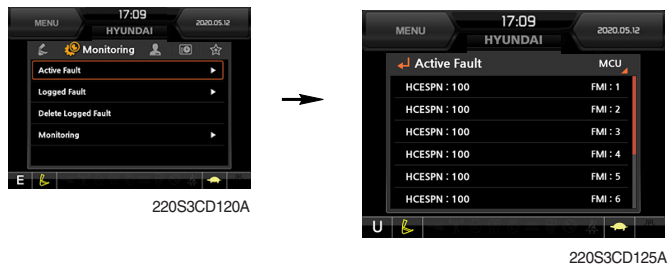 MENU
17:09
HYUNDAI
2020.05.12
Monitoring
Active Fault
Logged Fault
Delete Logged Fault
Monitoring
E
220S3CD120A
MENU
17:09
HYUNDAI
2020.05.12
Active Fault MCU
HCESPN : 100 FMI : 1
HCESPN : 100 FMI : 2
HCESPN : 100 FMI : 3
HCESPN : 100 FMI : 4
HCESPN : 100 FMI : 5
HCESPN : 100 FMI : 6
U
220S3CD125A